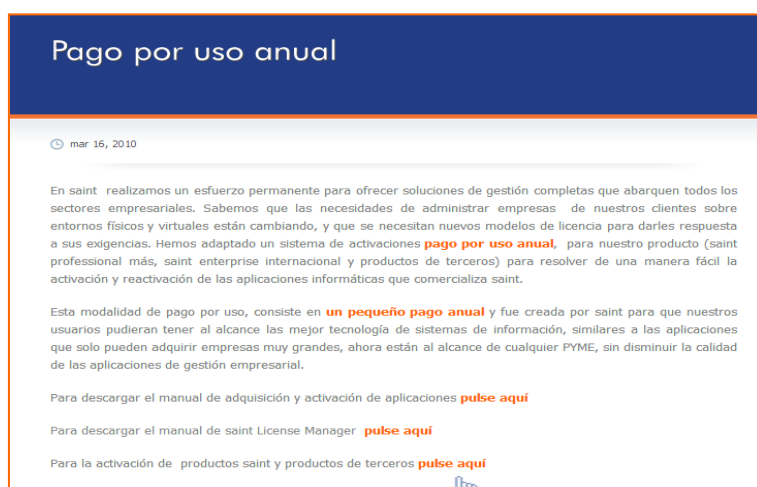 Pago por uso anual
mar 16, 2010
En saint realizamos un esfuerzo permanente para ofrecer soluciones de gestión completas que abarquen todos los
sectores empresariales. Sabemos que las necesidades de administrar empresas de nuestros clientes sobre
entornos físicos y virtuales están cambiando, y que se necesitan nuevos modelos de licencia para darles respuesta
a sus exigencias. Hemos adaptado un sistema de activaciones pago por uso anual, para nuestro producto (saint
professional más, saint enterprise internacional y productos de terceros) para resolver de una manera fácil la
activación y reactivación de las aplicaciones informáticas que comercializa saint.
Esta modalidad de pago por uso, consiste en un pequeño pago anual y fue creada por saint para que nuestros
usuarios pudieran tener al alcance las mejor tecnología de sistemas de información, similares a las aplicaciones
que solo pueden adquirir empresas muy grandes, ahora están al alcance de cualquier PYME, sin disminuir la calidad
de las aplicaciones de gestión empresarial.
Para descargar el manual de adquisición y activación de aplicaciones pulse aquí
Para descargar el manual de saint License Manager pulse aquí
Para la activación de productos saint y productos de terceros pulse aquí